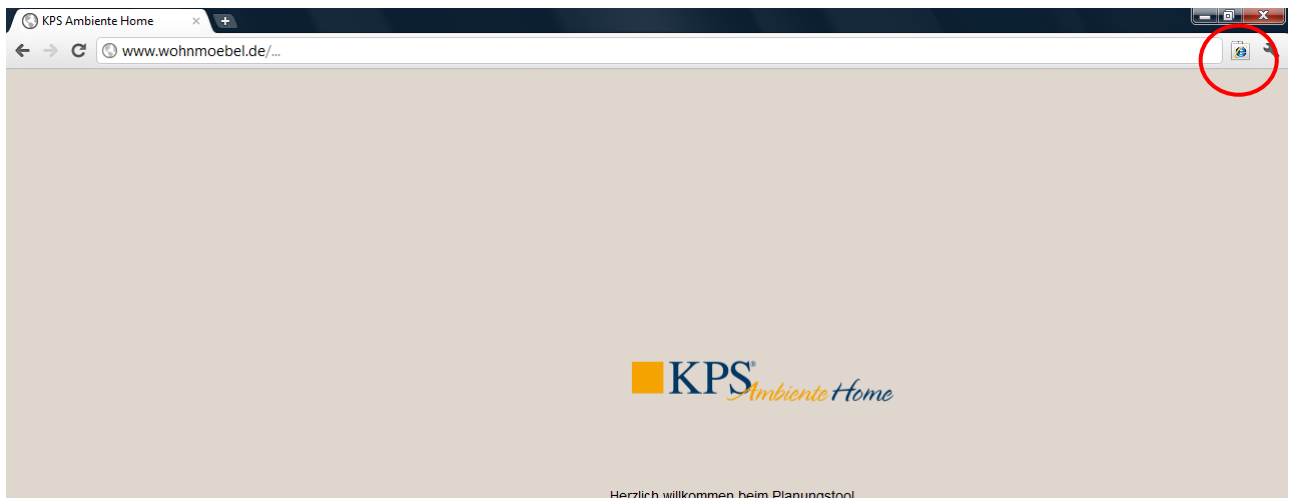 KPS Ambiente Home
www.wohnmoebel.de/...
KPS® Ambiente Home
Herzlich willkommen beim Planungstool